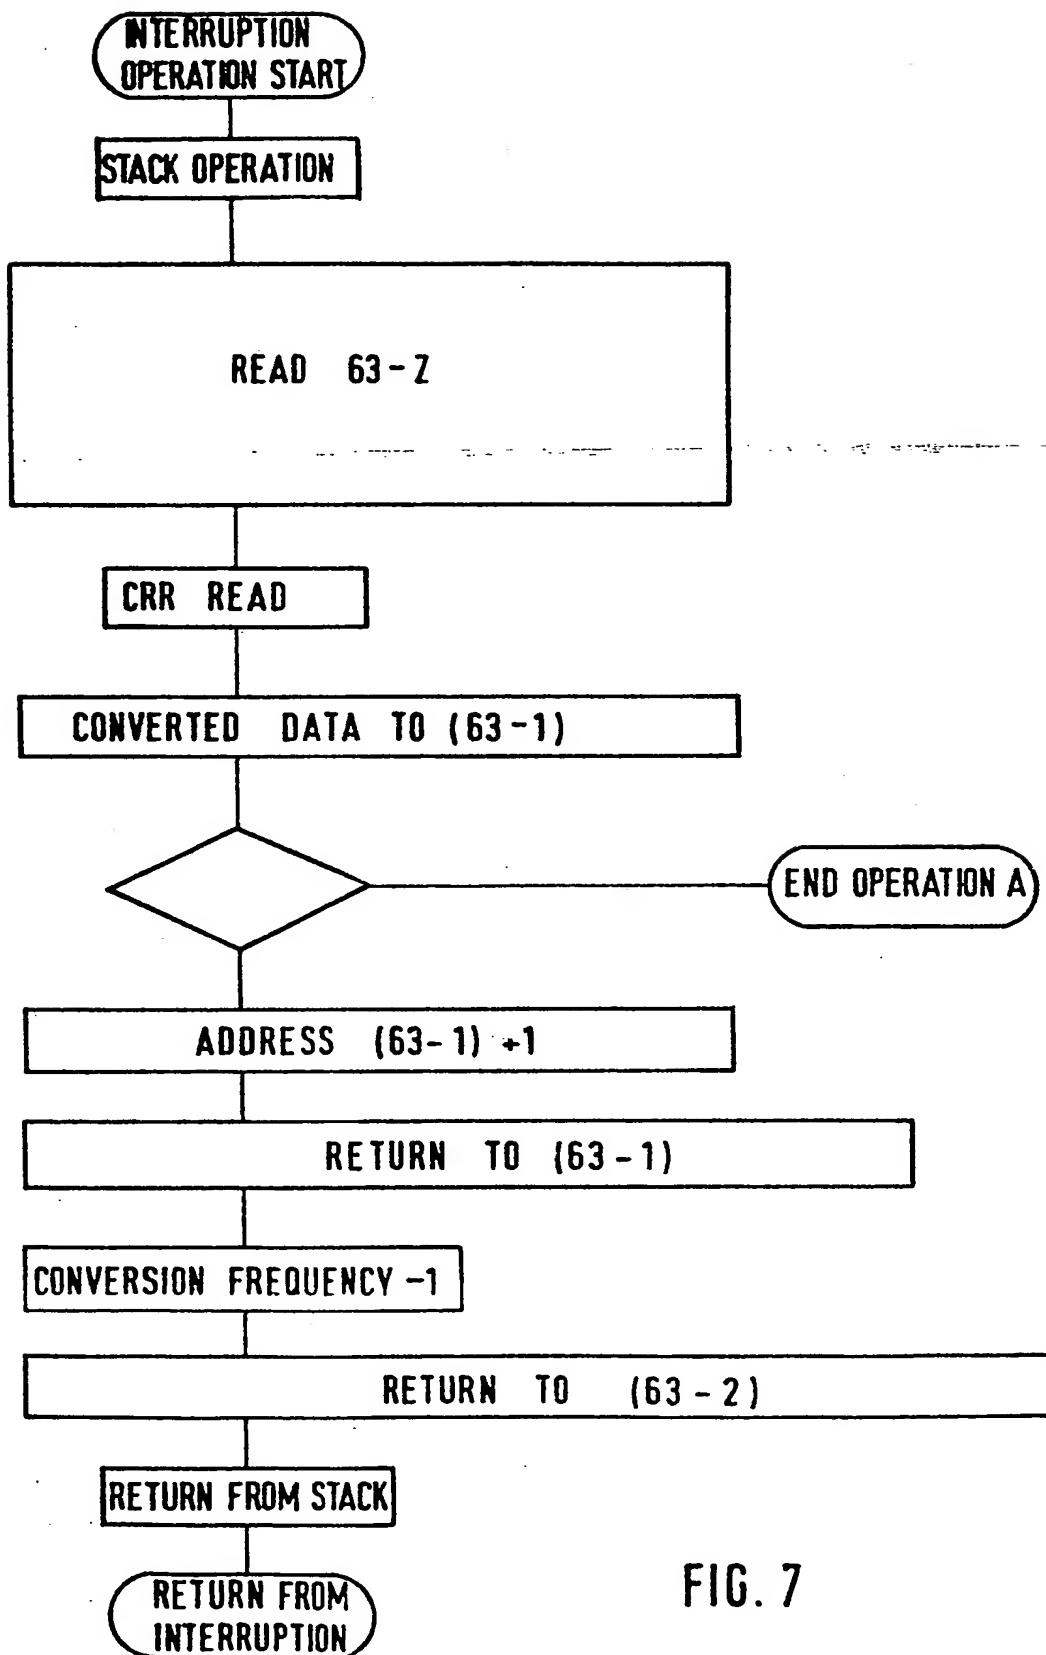 INTERRUPTION
OPERATION START
STACK OPERATION
READ 63-Z
CRR READ
CONVERTED DATA TO (63-1)
END OPERATION A
ADDRESS (63-1) +1
RETURN TO (63-1)
CONVERSION FREQUENCY -1
RETURN TO (63-2)
RETURN FROM STACK
RETURN FROM
INTERRUPTION
FIG. 7